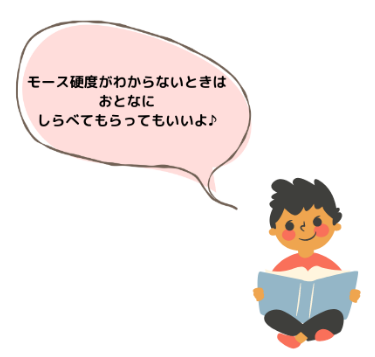 モース硬度がわからないときは
おとなに
しらべてもらってもいいよ♪